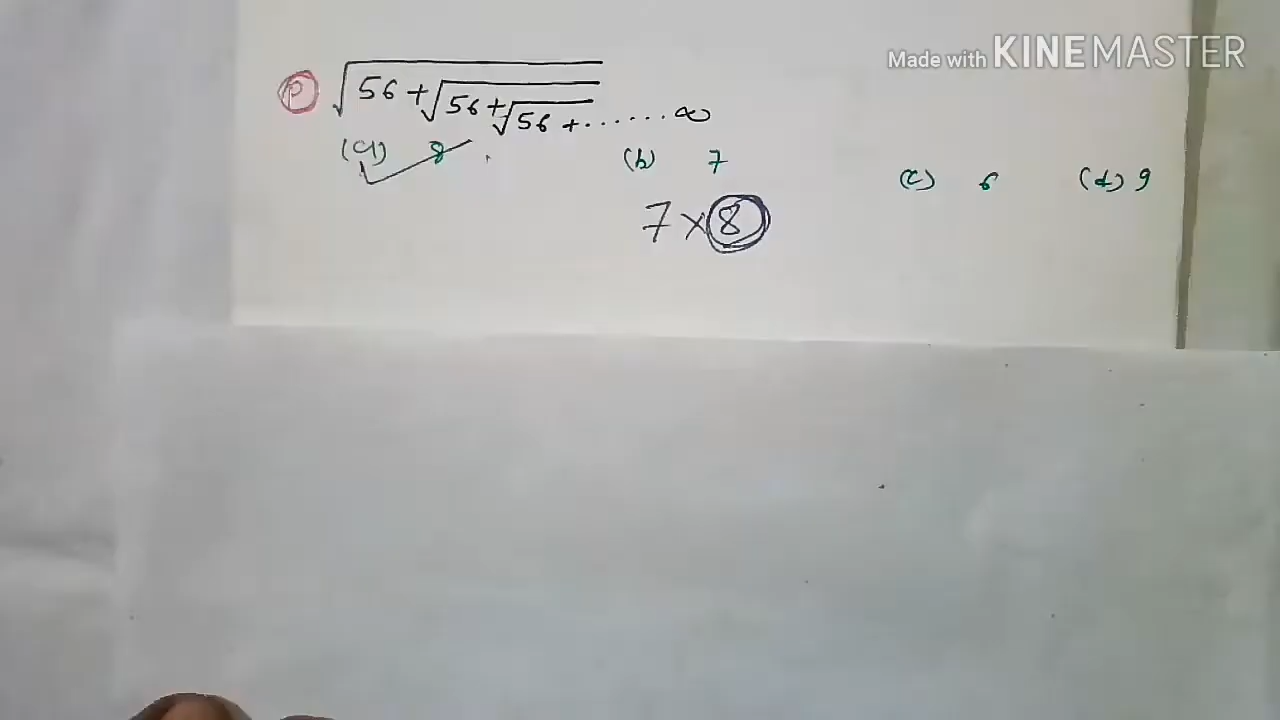 Made with KINEMASTER
(P) √56 + √56 + √56 + ....... ∞
(a) 8 (b) 7 (c) 6 (d) 9
7 × 8